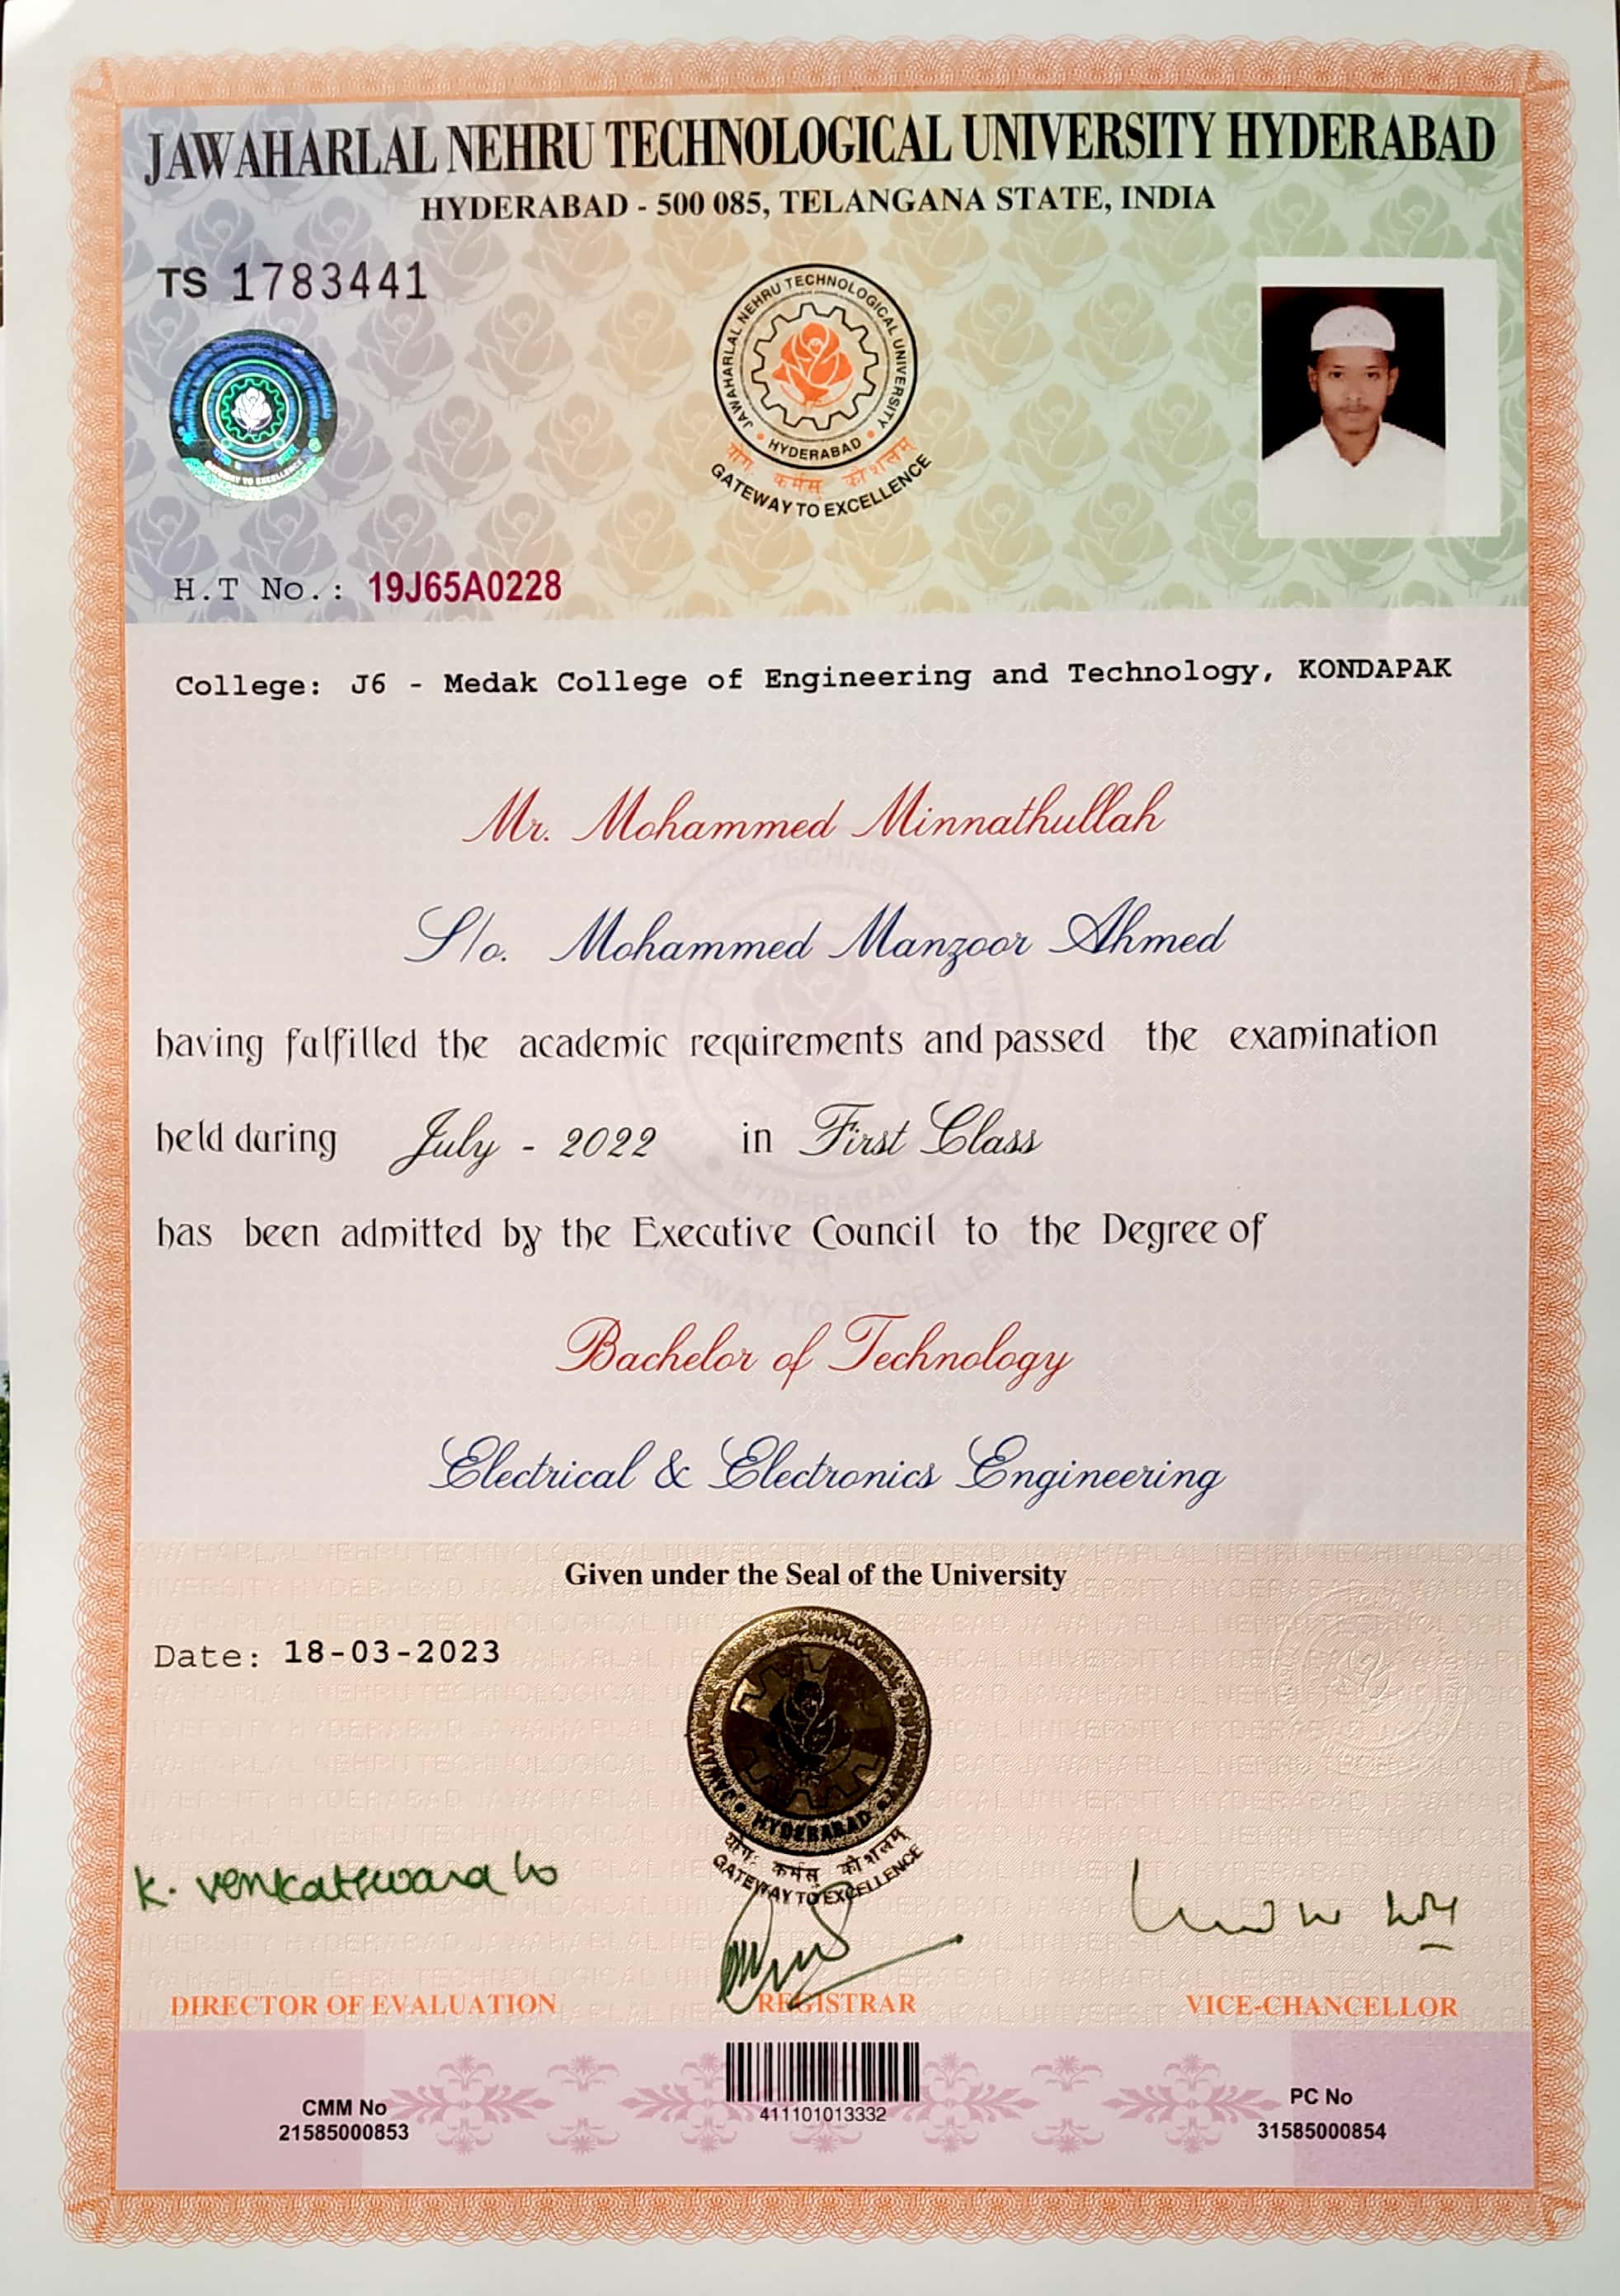 JAWAHARLAL NEHRU TECHNOLOGICAL UNIVERSITY HYDERABAD
HYDERABAD - 500 085, TELANGANA STATE, INDIA
TS 1783441
JAWAHARLAL NEHRU TECHNOLOGICAL UNIVERSITY
HYDERABAD
योगः कर्मसु कौशलम्
GATEWAY TO EXCELLENCE
H.T No.: 19J65A0228
College: J6 - Medak College of Engineering and Technology, KONDAPAK
Mr. Mohammed Minnathullah
S/o. Mohammed Manzoor Ahmed
having fulfilled the academic requirements and passed the examination
held during July - 2022 in First Class
has been admitted by the Executive Council to the Degree of
Bachelor of Technology
Electrical & Electronics Engineering
Given under the Seal of the University
Date: 18-03-2023
HYDERABAD
योगः कर्मसु कौशलम्
GATEWAY TO EXCELLENCE
DIRECTOR OF EVALUATION
REGISTRAR
VICE-CHANCELLOR
CMM No
21585000853
411101013332
PC No
31585000854